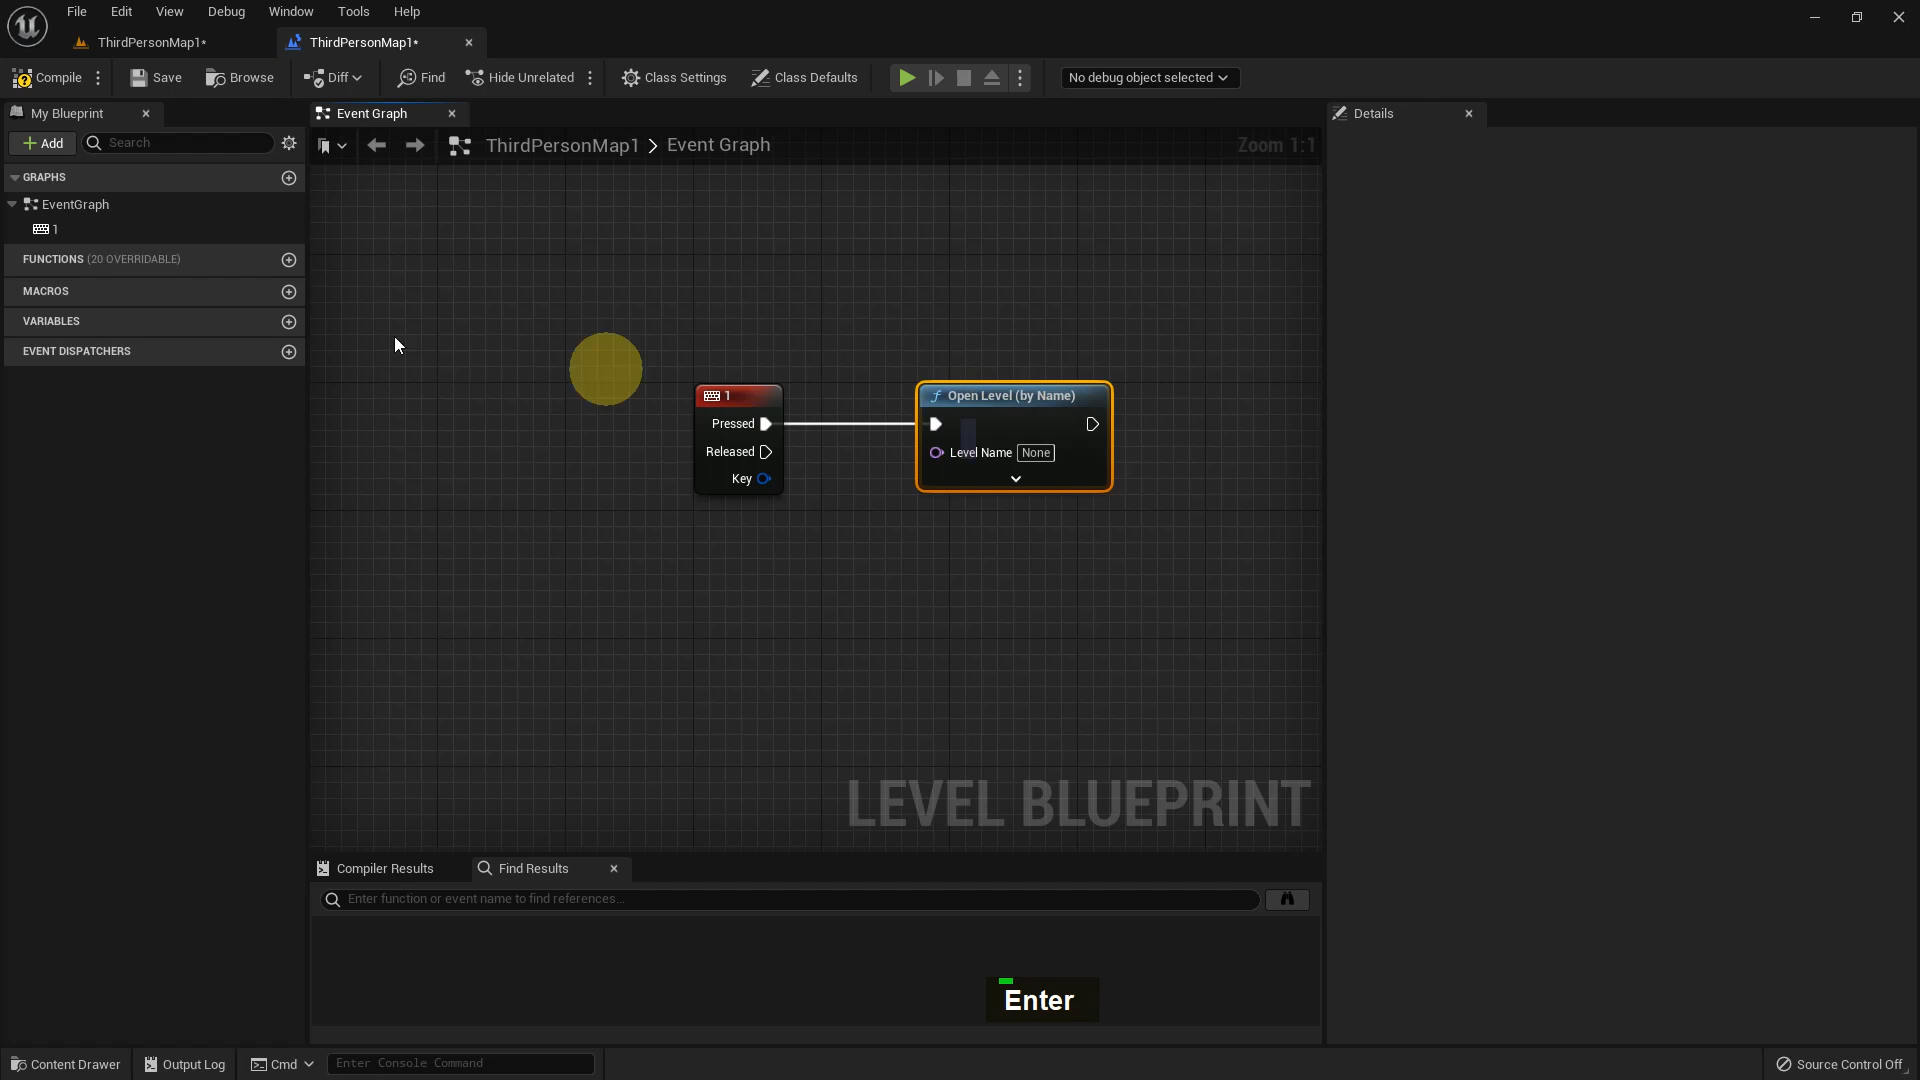 File Edit View Debug Window Tools Help
ThirdPersonMap1* ThirdPersonMap1*
Compile Save Browse Diff Find Hide Unrelated Class Settings Class Defaults No debug object selected
My Blueprint Event Graph Details
Add Search ThirdPersonMap1 > Event Graph Zoom 1:1
GRAPHS
EventGraph
1
FUNCTIONS (20 OVERRIDABLE)
MACROS
VARIABLES
EVENT DISPATCHERS
1 Open Level (by Name)
Pressed
Released Level Name None
Key
LEVEL BLUEPRINT
Compiler Results Find Results
Enter function or event name to find references...
Enter
Content Drawer Output Log Cmd Enter Console Command Source Control Off